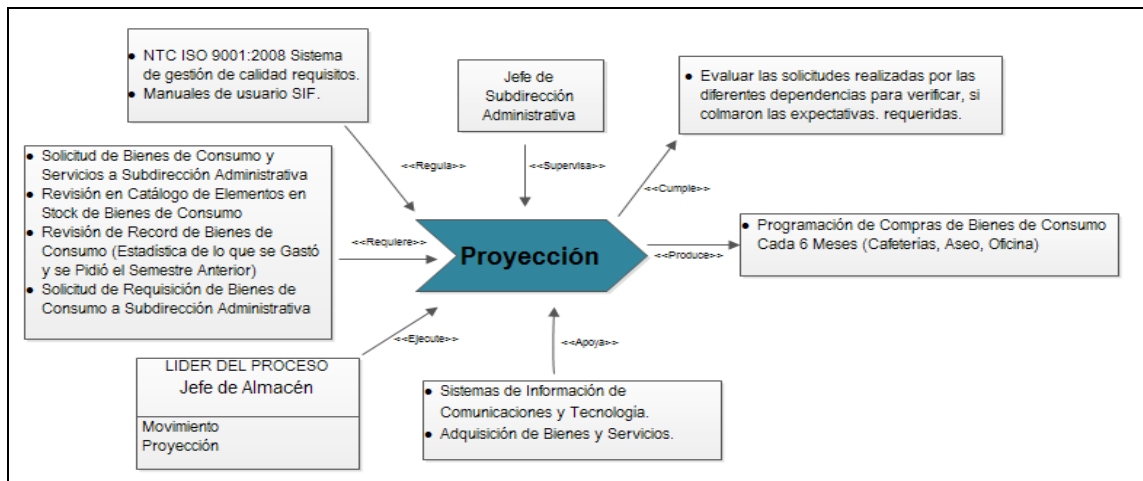 ● NTC ISO 9001:2008 Sistema
de gestión de calidad requisitos.
● Manuales de usuario SIF.
Jefe de
Subdirección
Administrativa
● Evaluar las solicitudes realizadas por las
diferentes dependencias para verificar, si
colmaron las expectativas. requeridas.
<<Regula>>
<<Supervisa>>
<<Cumple>>
● Solicitud de Bienes de Consumo y
Servicios a Subdirección Administrativa
● Revisión en Catálogo de Elementos en
Stock de Bienes de Consumo
● Revisión de Record de Bienes de
Consumo (Estadística de lo que se Gastó
y se Pidió el Semestre Anterior)
● Solicitud de Requisición de Bienes de
Consumo a Subdirección Administrativa
<<Requiere>>
Proyección
<<Produce>>
● Programación de Compras de Bienes de Consumo
Cada 6 Meses (Cafeterías, Aseo, Oficina)
<<Ejecute>>
<<Apoya>>
LIDER DEL PROCESO
Jefe de Almacén
Movimiento
Proyección
● Sistemas de Información de
Comunicaciones y Tecnología.
● Adquisición de Bienes y Servicios.